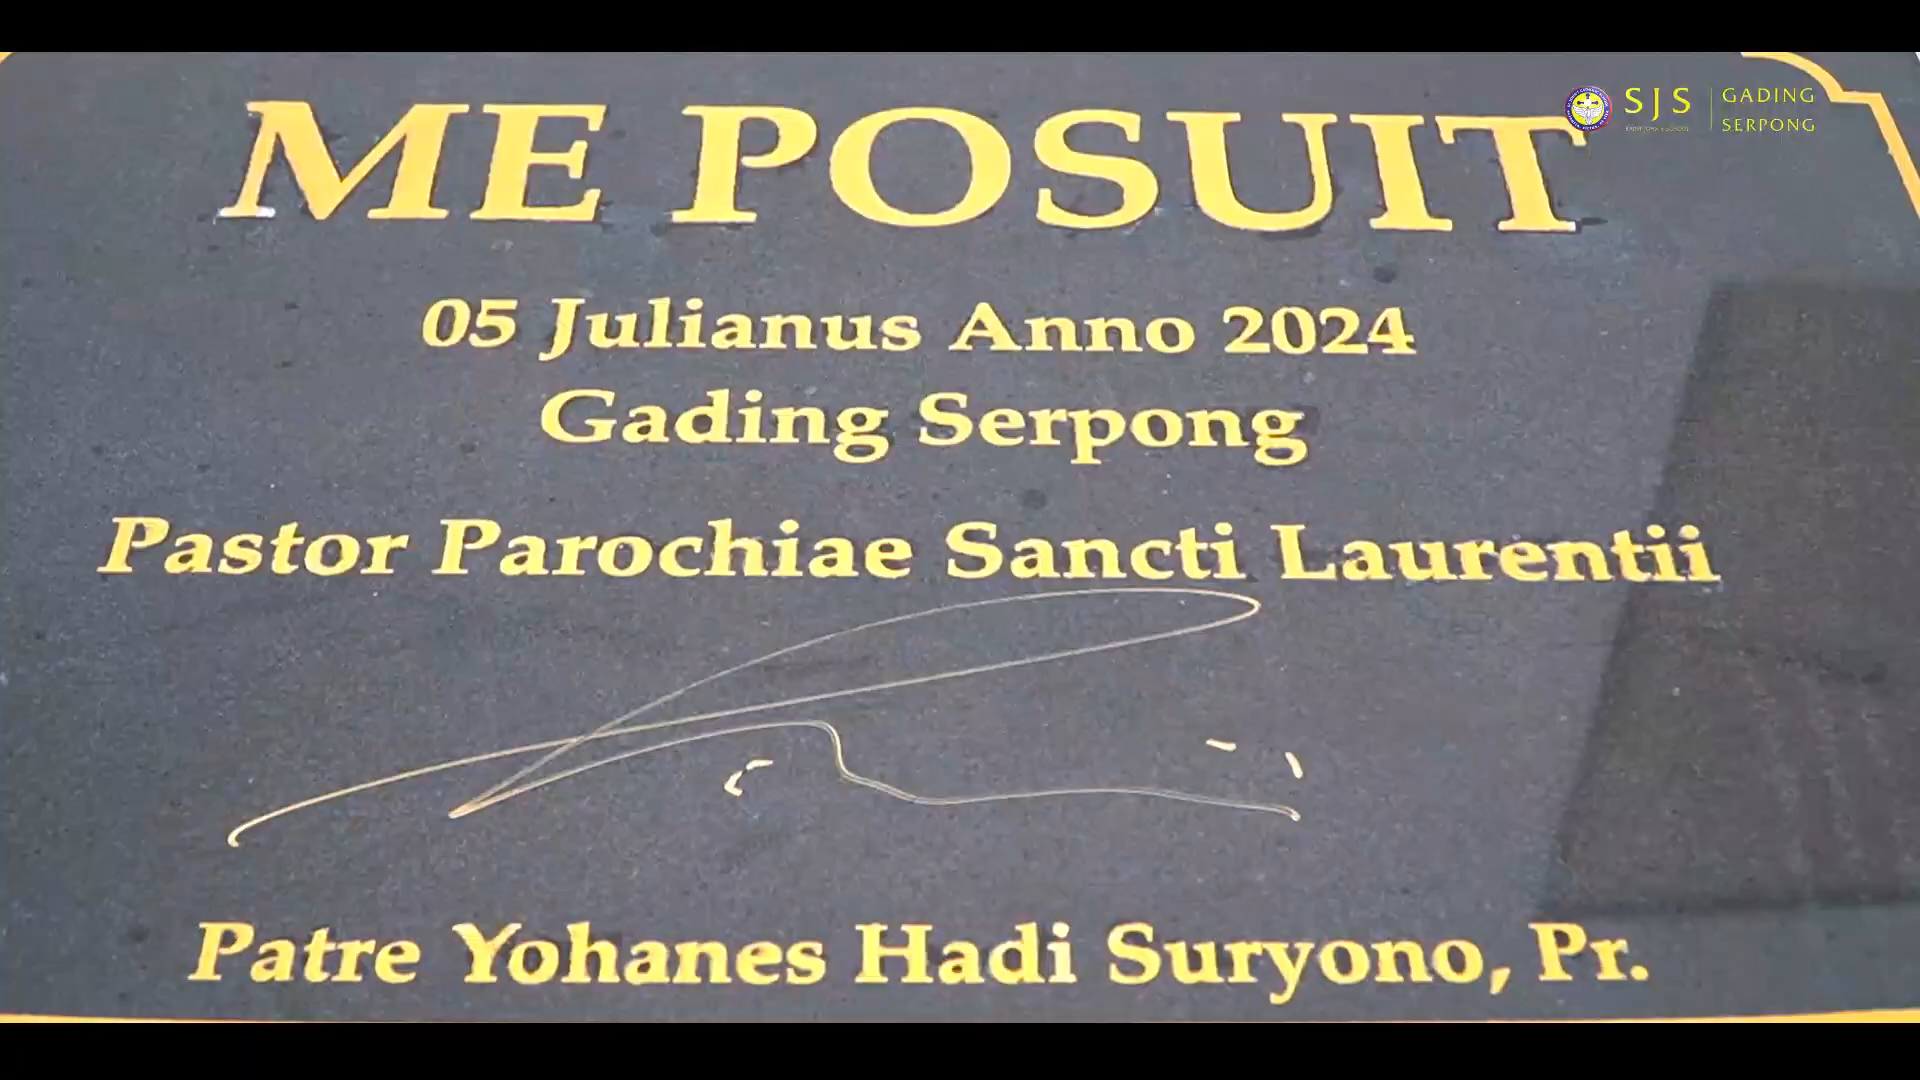 ME POSUIT
SJS
GADING
SERPONG
05 Julianus Anno 2024
Gading Serpong
Pastor Parochiae Sancti Laurentii
Patre Yohanes Hadi Suryono, Pr.